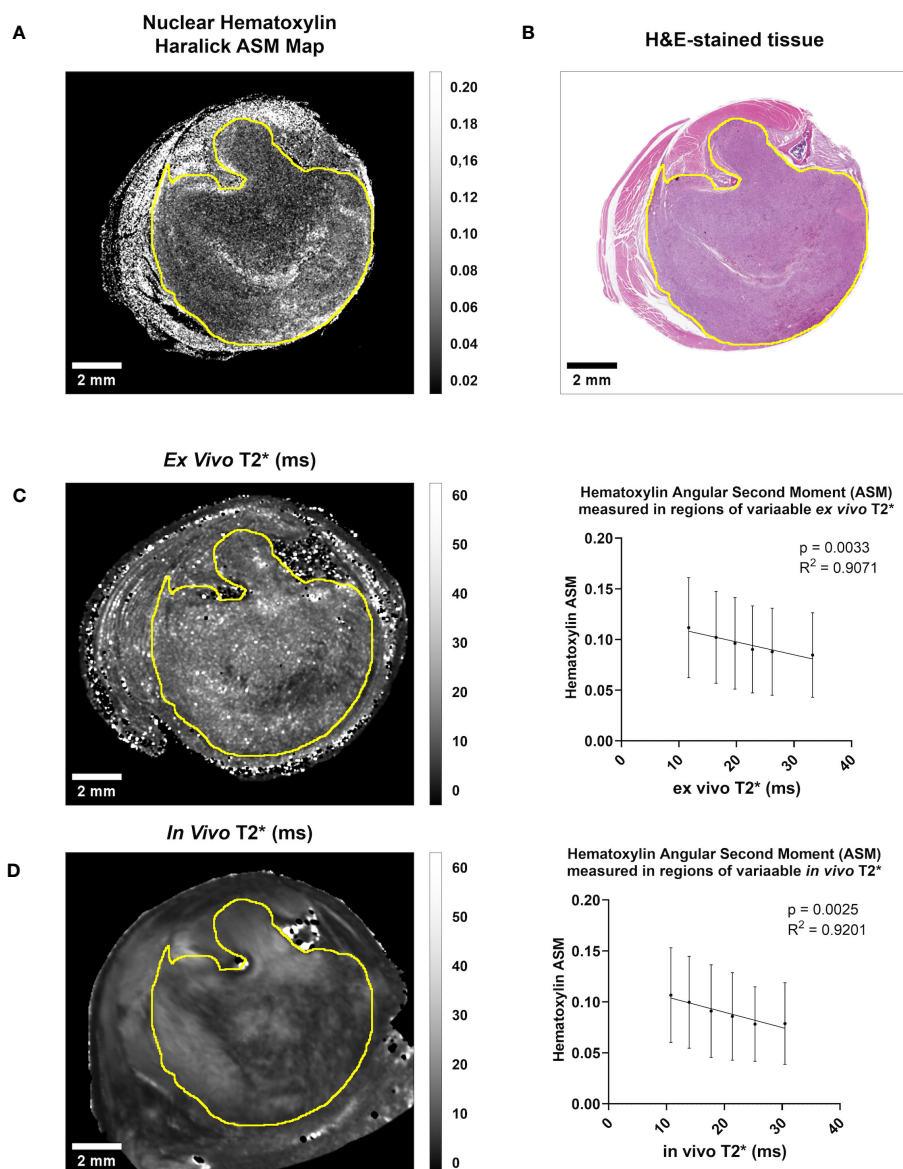 A
Nuclear Hematoxylin
Haralick ASM Map
0.20
0.18
0.16
0.14
0.12
0.10
0.08
0.06
0.04
0.02
2 mm
B
H&E-stained tissue
2 mm
C
Ex Vivo T2* (ms)
60
50
40
30
20
10
0
2 mm
Hematoxylin Angular Second Moment (ASM)
measured in regions of variaable ex vivo T2*
p = 0.0033
R² = 0.9071
Hematoxylin ASM
0.20
0.15
0.10
0.05
0.00
0
10
20
30
40
ex vivo T2* (ms)
D
In Vivo T2* (ms)
60
50
40
30
20
10
0
2 mm
Hematoxylin Angular Second Moment (ASM)
measured in regions of variaable in vivo T2*
p = 0.0025
R² = 0.9201
Hematoxylin ASM
0.20
0.15
0.10
0.05
0.00
0
10
20
30
40
in vivo T2* (ms)